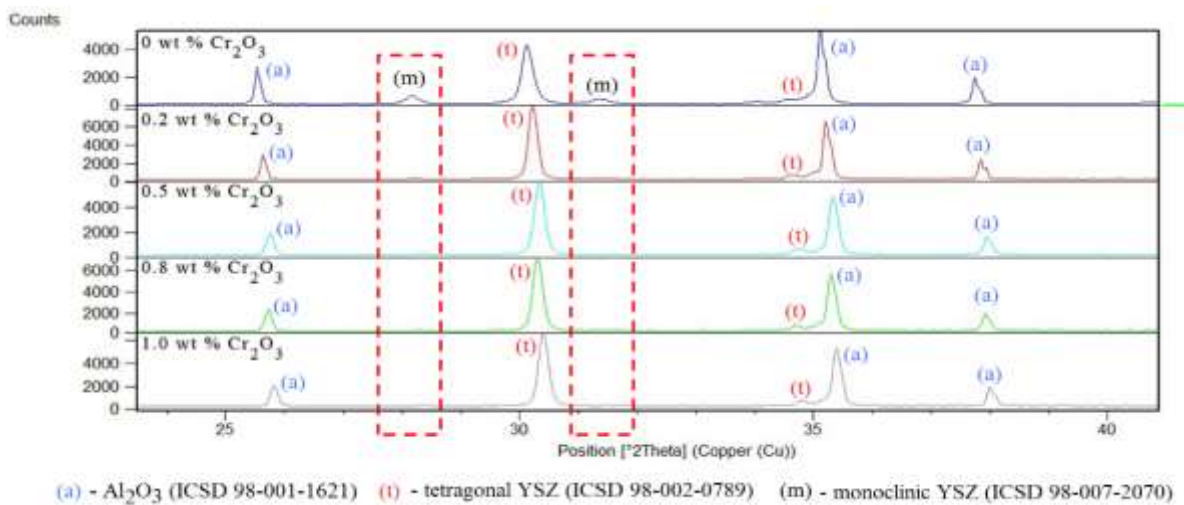 Counts
0 wt % Cr₂O₃
4000
2000
0
(a)
(m)
(t)
(m)
(t)
(a)
(a)
0.2 wt % Cr₂O₃
6000
4000
2000
0
(a)
(t)
(t)
(a)
(a)
0.5 wt % Cr₂O₃
4000
2000
0
(a)
(t)
(t)
(a)
(a)
0.8 wt % Cr₂O₃
6000
4000
2000
0
(a)
(t)
(t)
(a)
(a)
1.0 wt % Cr₂O₃
4000
2000
0
(a)
(t)
(t)
(a)
(a)
25 30 35 40
Position [°2Theta] (Copper (Cu))
(a) - Al₂O₃ (ICSD 98-001-1621) (t) - tetragonal YSZ (ICSD 98-002-0789) (m) - monoclinic YSZ (ICSD 98-007-2070)